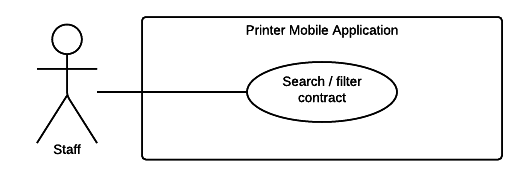 Printer Mobile Application
Search / filter
contract
Staff